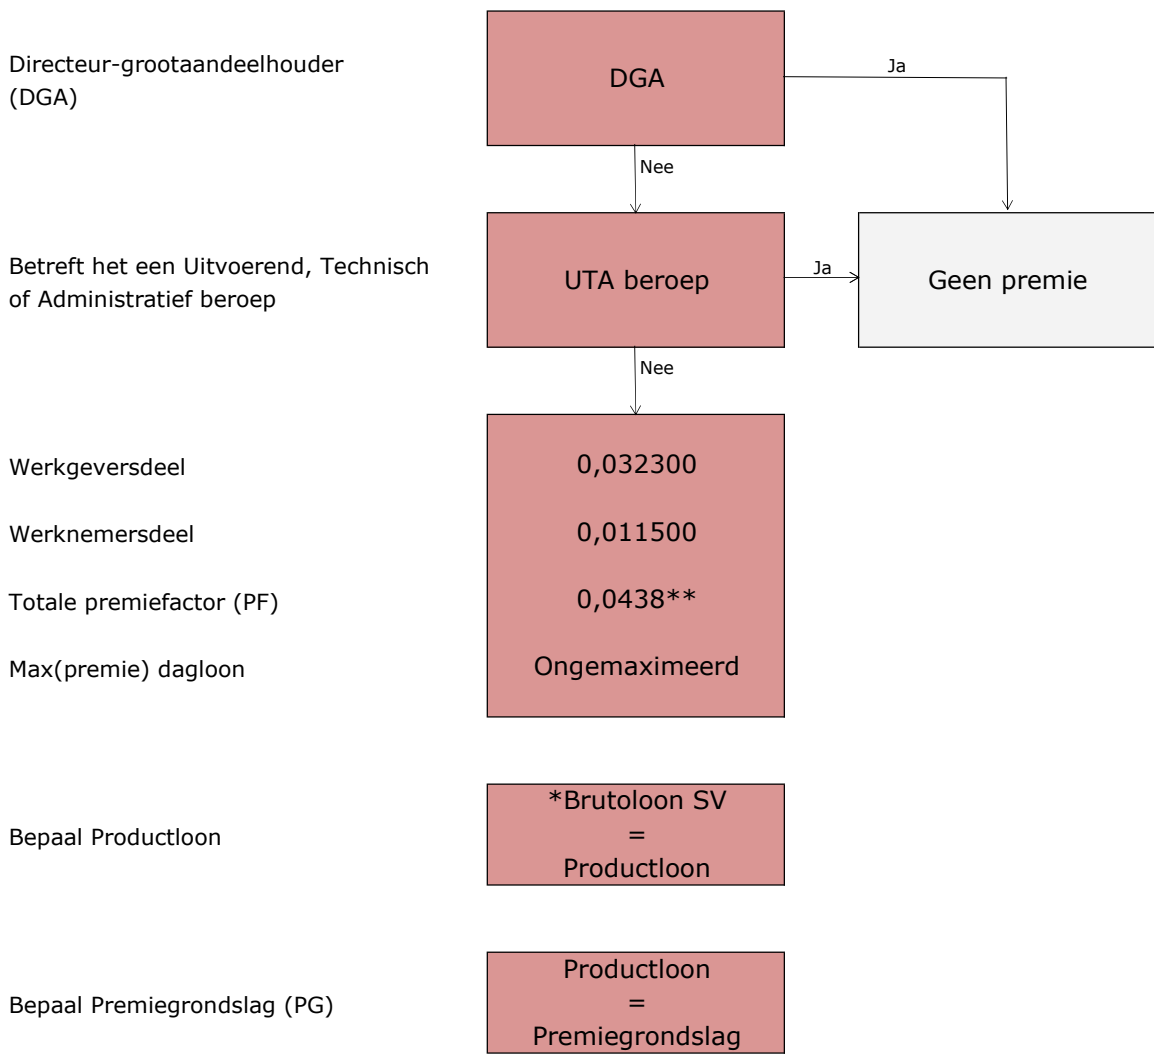 Directeur-grootaandeelhouder
(DGA)
DGA
Ja
Nee
Betreft het een Uitvoerend, Technisch
of Administratief beroep
UTA beroep
Ja
Geen premie
Nee
Werkgeversdeel
0,032300
Werknemersdeel
0,011500
Totale premiefactor (PF)
0,0438**
Max(premie) dagloon
Ongemaximeerd
Bepaal Productloon
*Brutoloon SV
=
Productloon
Bepaal Premiegrondslag (PG)
Productloon
=
Premiegrondslag